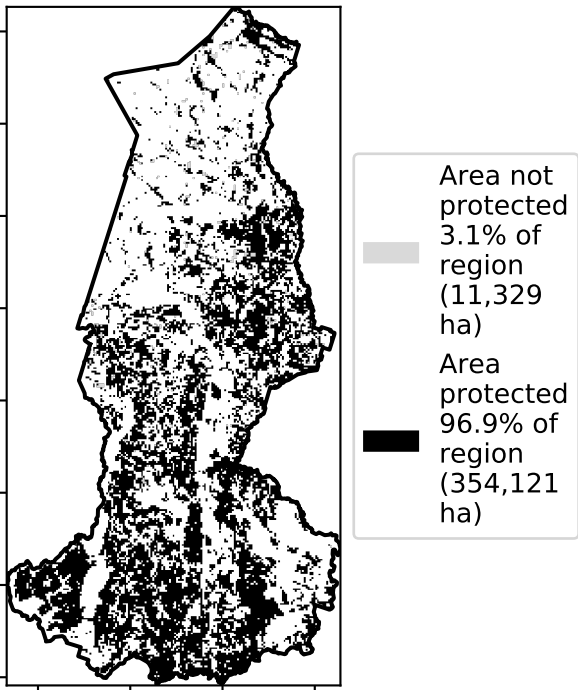 Area not
protected
3.1% of
region
(11,329
ha)
Area
protected
96.9% of
region
(354,121
ha)